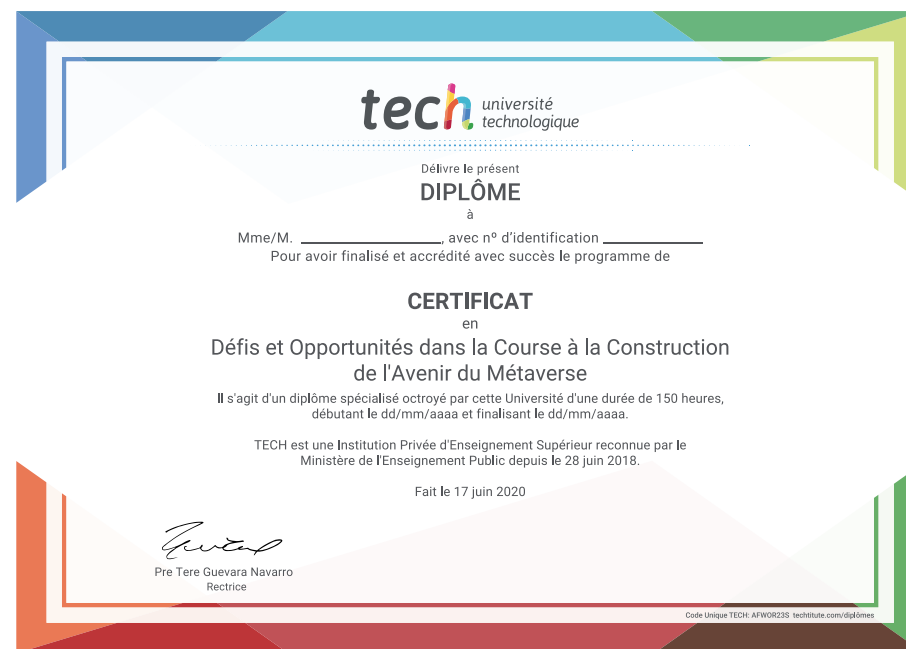 tech université
technologique
Délivre le présent
DIPLÔME
à
Mme/M. ____________________, avec nº d'identification ______________
Pour avoir finalisé et accrédité avec succès le programme de
CERTIFICAT
en
Défis et Opportunités dans la Course à la Construction
de l'Avenir du Métaverse
Il s'agit d'un diplôme spécialisé octroyé par cette Université d'une durée de 150 heures,
débutant le dd/mm/aaaa et finalisant le dd/mm/aaaa.
TECH est une Institution Privée d'Enseignement Supérieur reconnue par le
Ministère de l'Enseignement Public depuis le 28 juin 2018.
Fait le 17 juin 2020
Pre Tere Guevara Navarro
Rectrice
Code Unique TECH: AFWOR23S techtitute.com/diplômes